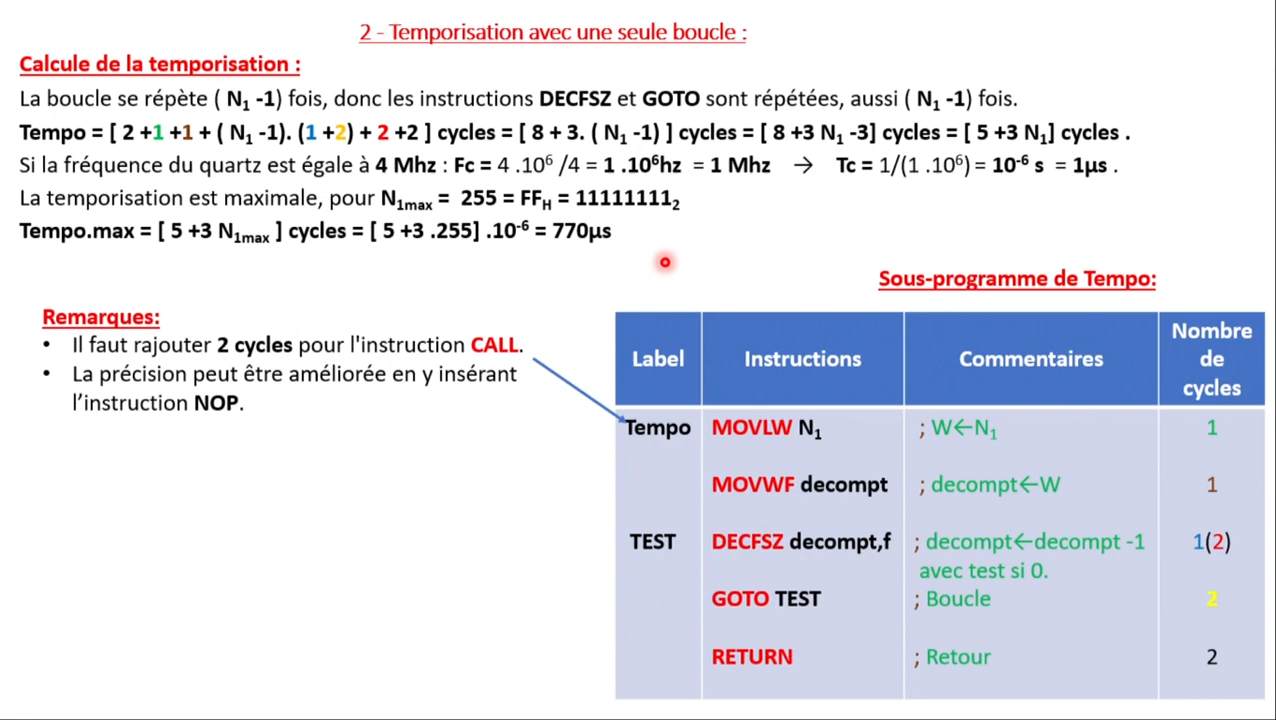 2 - Temporisation avec une seule boucle :
Calcule de la temporisation :
La boucle se répète ( N₁ -1) fois, donc les instructions DECFSZ et GOTO sont répétées, aussi ( N₁ -1) fois.
Tempo = [ 2 +1 +1 + ( N₁ -1). (1 +2) + 2 +2 ] cycles = [ 8 + 3. ( N₁ -1) ] cycles = [ 8 +3 N₁ -3] cycles = [ 5 +3 N₁] cycles .
Si la fréquence du quartz est égale à 4 Mhz : Fc = 4 .10⁶ /4 = 1 .10⁶hz = 1 Mhz → Tc = 1/(1 .10⁶) = 10⁻⁶ s = 1µs .
La temporisation est maximale, pour N₁ₘₐₓ = 255 = FFH = 11111111₂
Tempo.max = [ 5 +3 N₁ₘₐₓ ] cycles = [ 5 +3 .255] .10⁻⁶ = 770µs
Sous-programme de Tempo:
Remarques:
• Il faut rajouter 2 cycles pour l'instruction CALL.
• La précision peut être améliorée en y insérant
l’instruction NOP.
Label Instructions Commentaires Nombre
de
cycles
Tempo MOVLW N₁ ; W←N₁ 1
MOVWF decompt ; decompt←W 1
TEST DECFSZ decompt,f ; decompt←decompt -1 1(2)
avec test si 0.
GOTO TEST ; Boucle 2
RETURN ; Retour 2